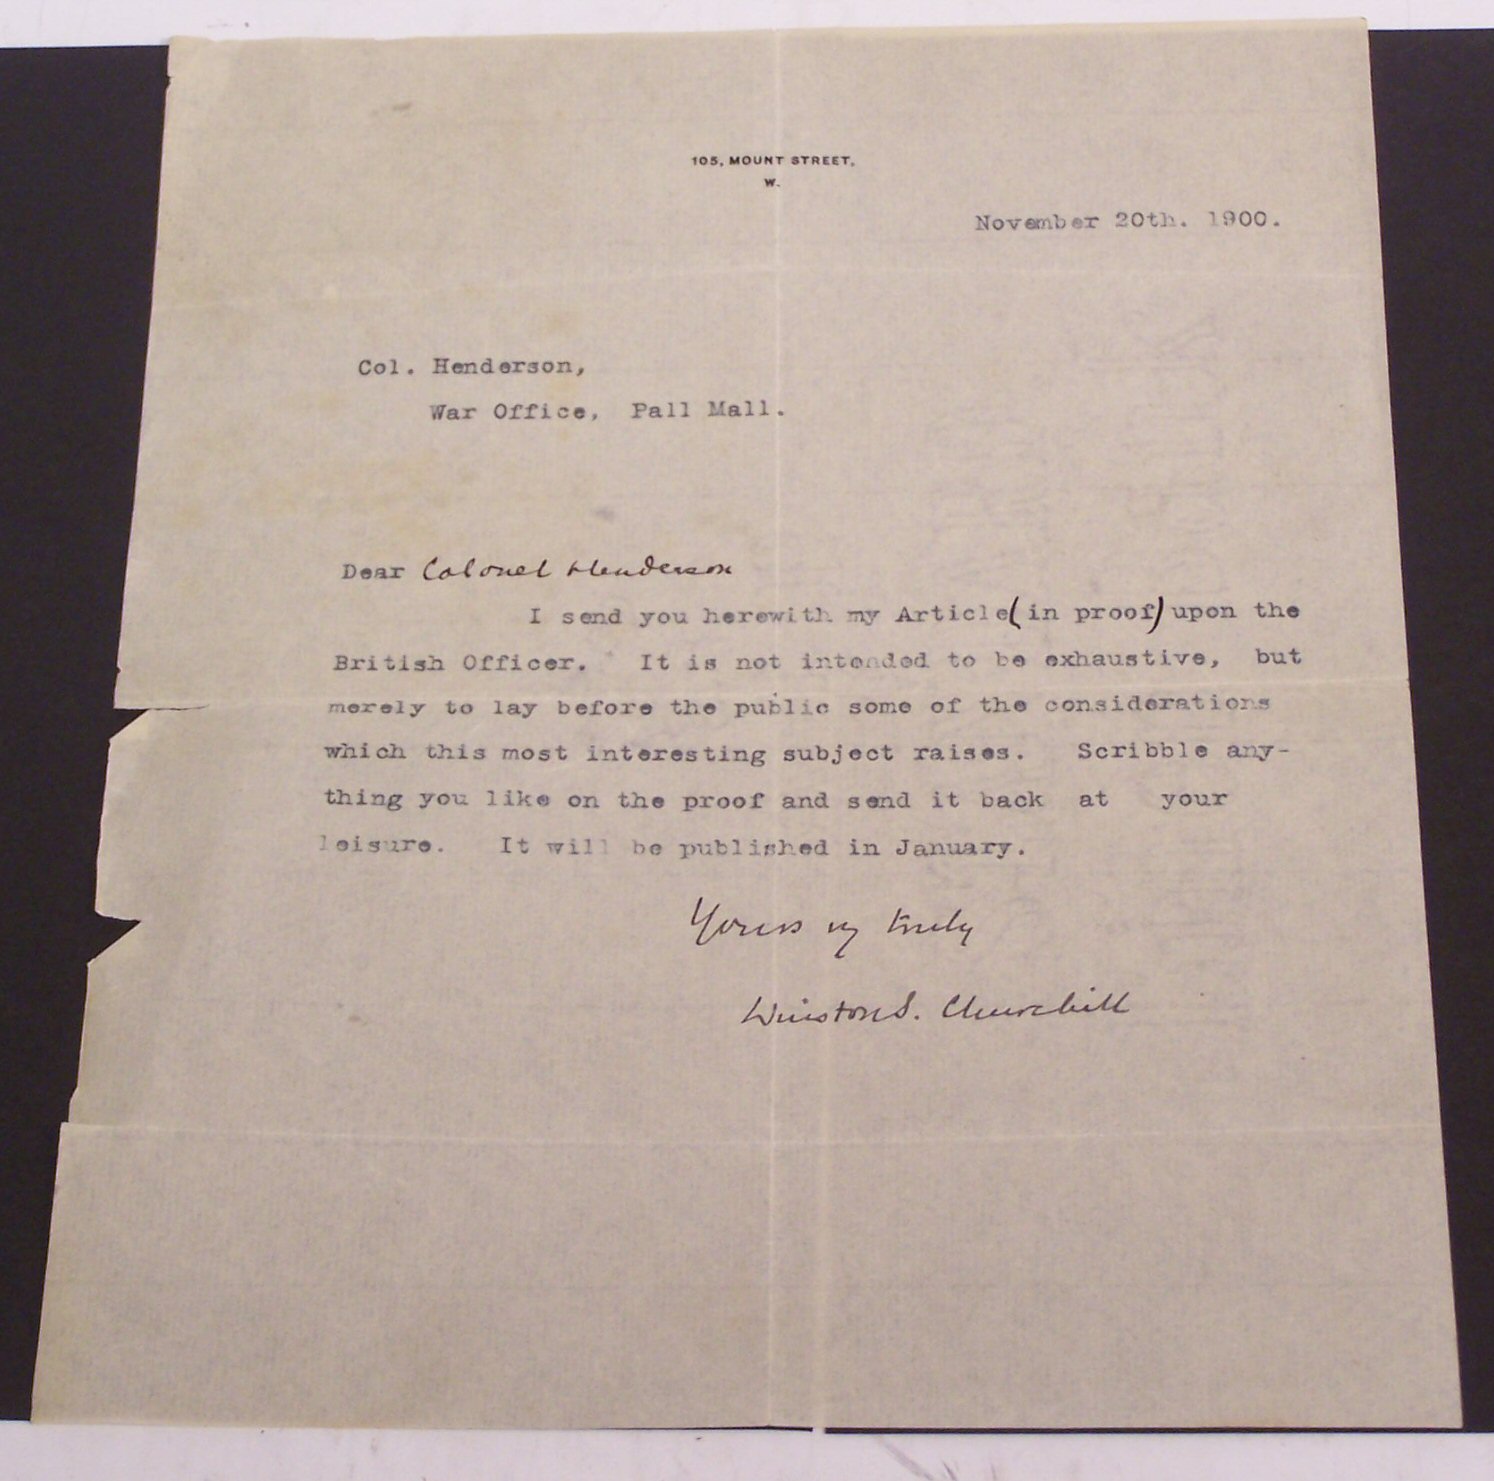 105, MOUNT STREET,
W.
November 20th. 1900.
Col. Henderson,
War Office, Pall Mall.
Dear Colonel Henderson
I send you herewith my Article (in proof) upon the
British Officer. It is not intended to be exhaustive, but
merely to lay before the public some of the considerations
which this most interesting subject raises. Scribble any-
thing you like on the proof and send it back at your
leisure. It will be published in January.
Yours vy truly
Winston S. Churchill